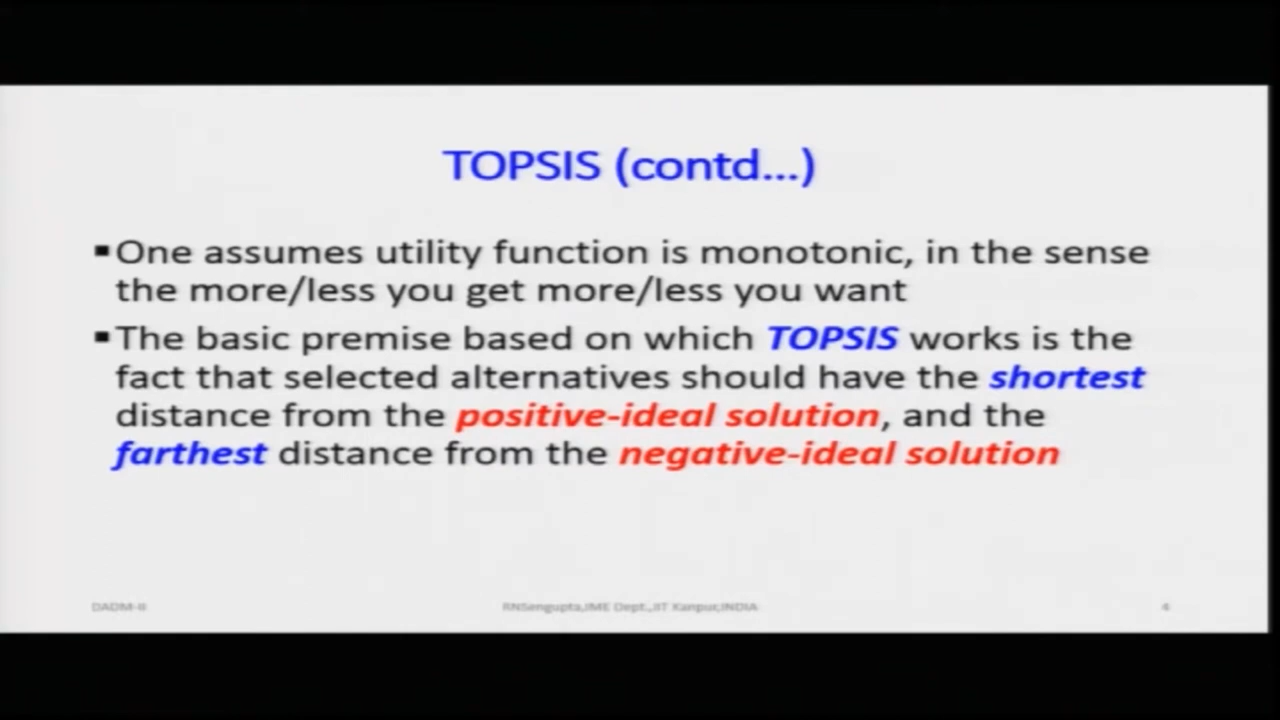 TOPSIS (contd...)
▪One assumes utility function is monotonic, in the sense
the more/less you get more/less you want
▪The basic premise based on which TOPSIS works is the
fact that selected alternatives should have the shortest
distance from the positive-ideal solution, and the
farthest distance from the negative-ideal solution
DADM-II
RNSengupta,IME Dept.,IIT Kanpur,INDIA
4